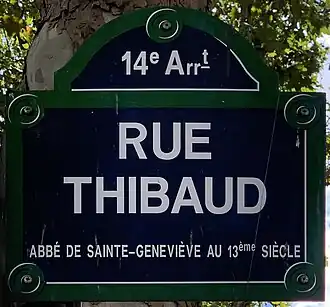 14e Arrt
RUE
THIBAUD
ABBÉ DE SAINTE-GENEVIÈVE AU 13ème SIÈCLE